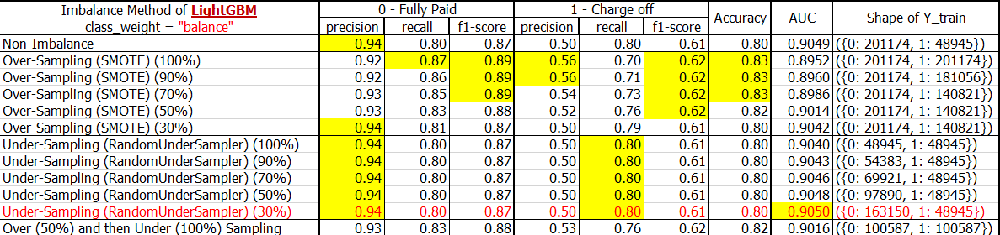 Imbalance Method of LightGBM 0 - Fully Paid 1 - Charge off Accuracy AUC Shape of Y_train
class_weight = "balance" precision recall f1-score precision recall f1-score
Non-Imbalance 0.94 0.80 0.87 0.50 0.80 0.61 0.80 0.9049 ({0: 201174, 1: 48945})
Over-Sampling (SMOTE) (100%) 0.92 0.87 0.89 0.56 0.70 0.62 0.83 0.8952 ({0: 201174, 1: 201174})
Over-Sampling (SMOTE) (90%) 0.92 0.86 0.89 0.56 0.71 0.62 0.83 0.8960 ({0: 201174, 1: 181056})
Over-Sampling (SMOTE) (70%) 0.93 0.85 0.89 0.54 0.73 0.62 0.83 0.8986 ({0: 201174, 1: 140821})
Over-Sampling (SMOTE) (50%) 0.93 0.83 0.88 0.52 0.76 0.62 0.82 0.9014 ({0: 201174, 1: 140821})
Over-Sampling (SMOTE) (30%) 0.94 0.81 0.87 0.50 0.79 0.61 0.80 0.9042 ({0: 201174, 1: 140821})
Under-Sampling (RandomUnderSampler) (100%) 0.94 0.80 0.87 0.50 0.80 0.61 0.80 0.9040 ({0: 48945, 1: 48945})
Under-Sampling (RandomUnderSampler) (90%) 0.94 0.80 0.87 0.50 0.80 0.61 0.80 0.9043 ({0: 54383, 1: 48945})
Under-Sampling (RandomUnderSampler) (70%) 0.94 0.80 0.87 0.50 0.80 0.61 0.80 0.9046 ({0: 69921, 1: 48945})
Under-Sampling (RandomUnderSampler) (50%) 0.94 0.80 0.87 0.50 0.80 0.61 0.80 0.9048 ({0: 97890, 1: 48945})
Under-Sampling (RandomUnderSampler) (30%) 0.94 0.80 0.87 0.50 0.80 0.61 0.80 0.9050 ({0: 163150, 1: 48945})
Over (50%) and then Under (100%) Sampling 0.93 0.83 0.88 0.53 0.76 0.62 0.82 0.9016 ({0: 100587, 1: 100587})